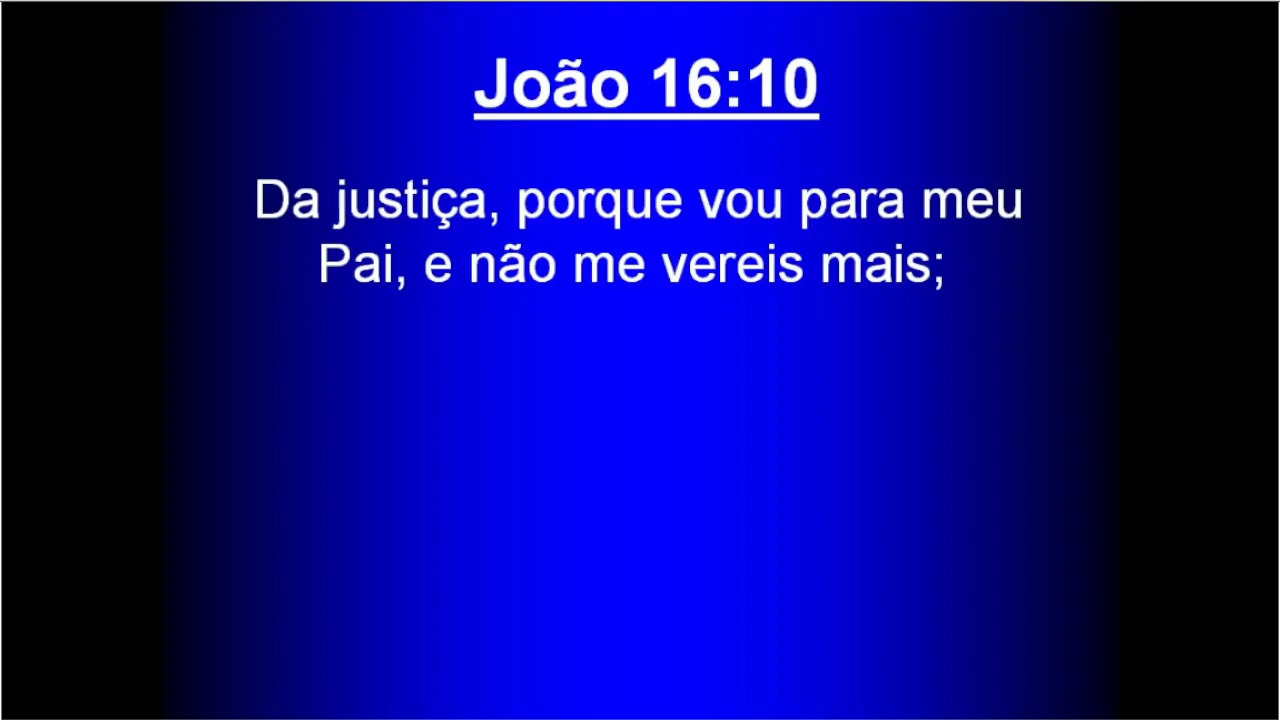 João 16:10
Da justiça, porque vou para meu
Pai, e não me vereis mais;